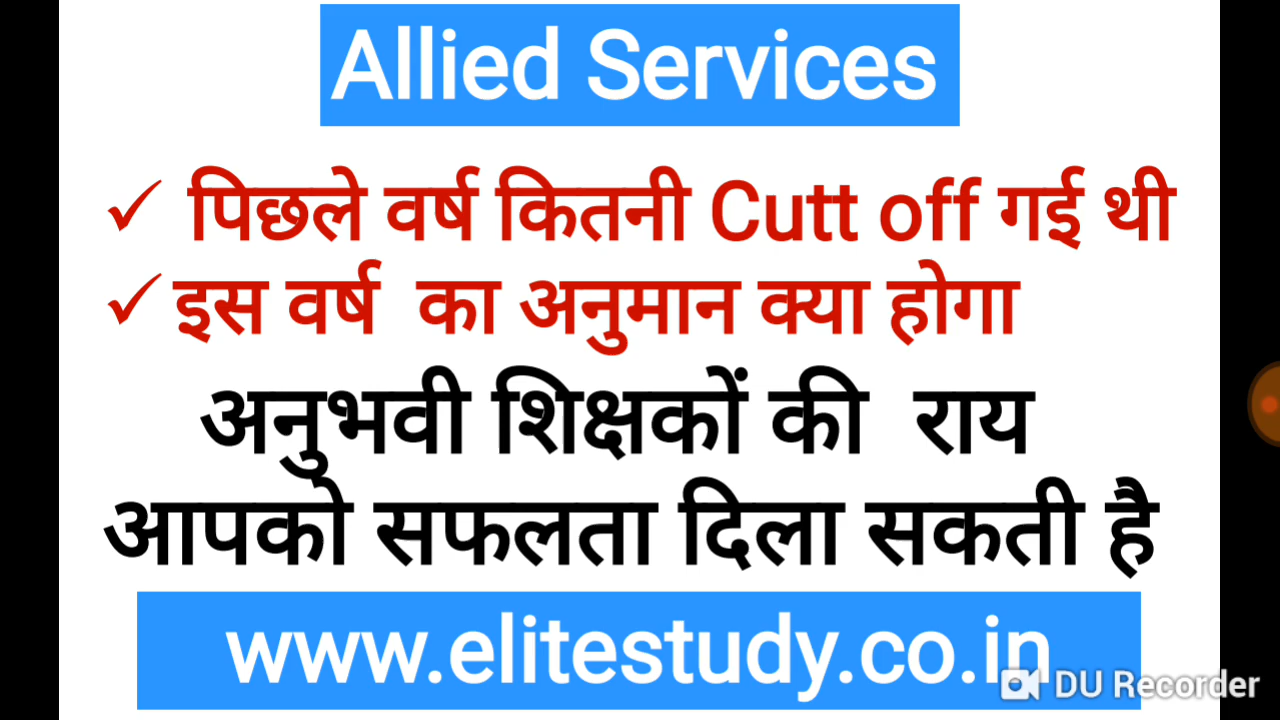 Allied Services
✓ पिछले वर्ष कितनी Cutt off गई थी
✓ इस वर्ष का अनुमान क्या होगा
अनुभवी शिक्षकों की राय
आपको सफलता दिला सकती है
www.elitestudy.co.in
DU Recorder